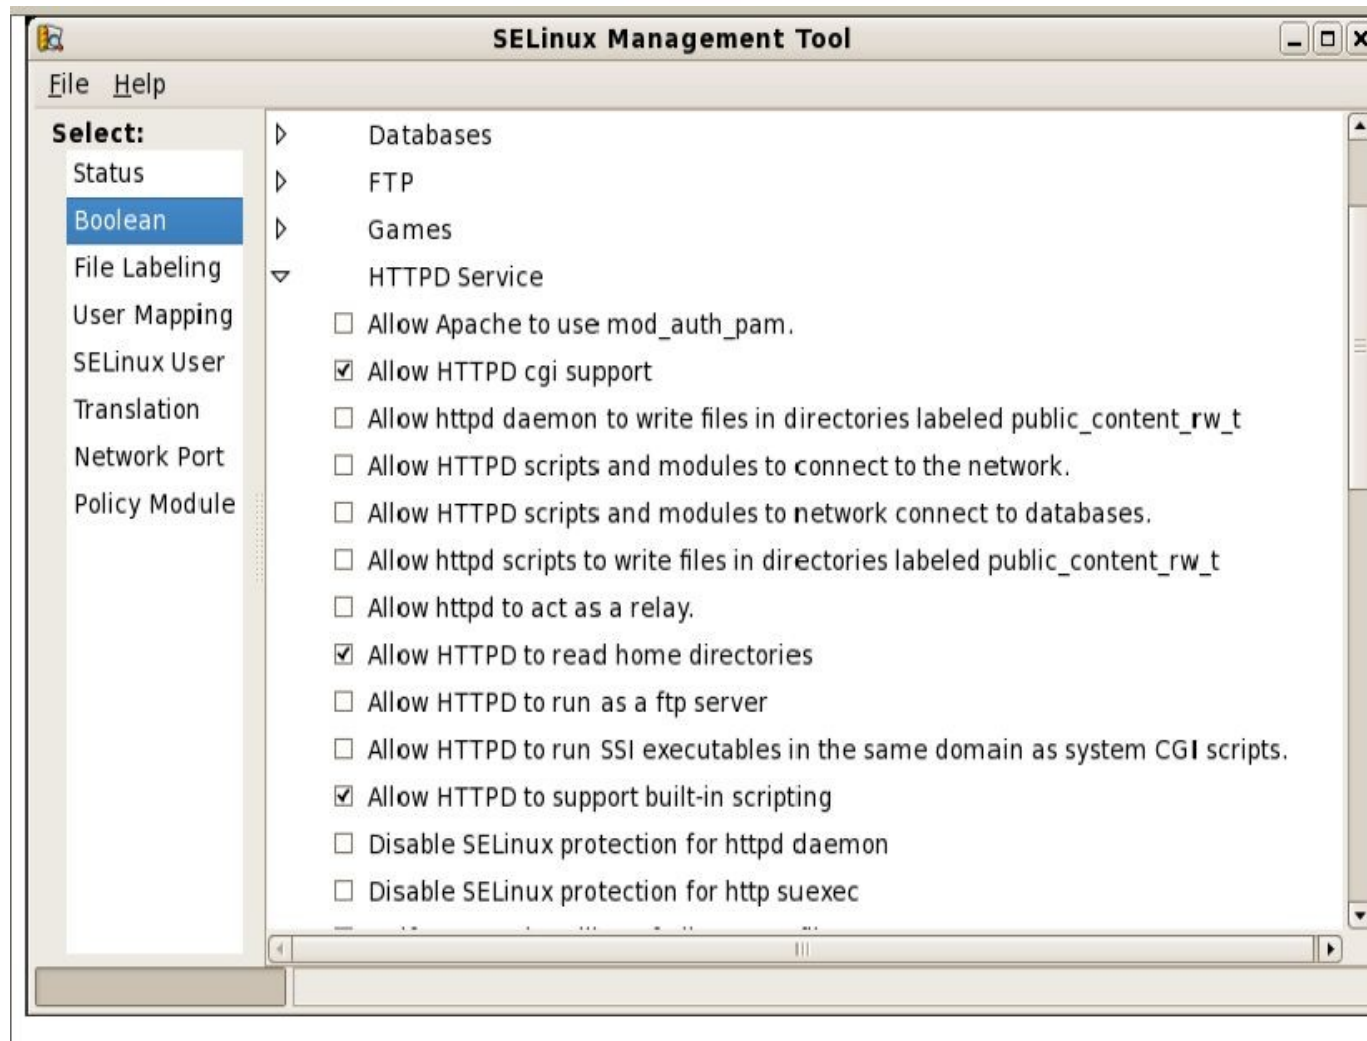 SELinux Management Tool
File Help
Select:
Status
Boolean
File Labeling
User Mapping
SELinux User
Translation
Network Port
Policy Module
Databases
FTP
Games
HTTPD Service
Allow Apache to use mod_auth_pam.
Allow HTTPD cgi support
Allow httpd daemon to write files in directories labeled public_content_rw_t
Allow HTTPD scripts and modules to connect to the network.
Allow HTTPD scripts and modules to network connect to databases.
Allow httpd scripts to write files in directories labeled public_content_rw_t
Allow httpd to act as a relay.
Allow HTTPD to read home directories
Allow HTTPD to run as a ftp server
Allow HTTPD to run SSI executables in the same domain as system CGI scripts.
Allow HTTPD to support built-in scripting
Disable SELinux protection for httpd daemon
Disable SELinux protection for http suexec